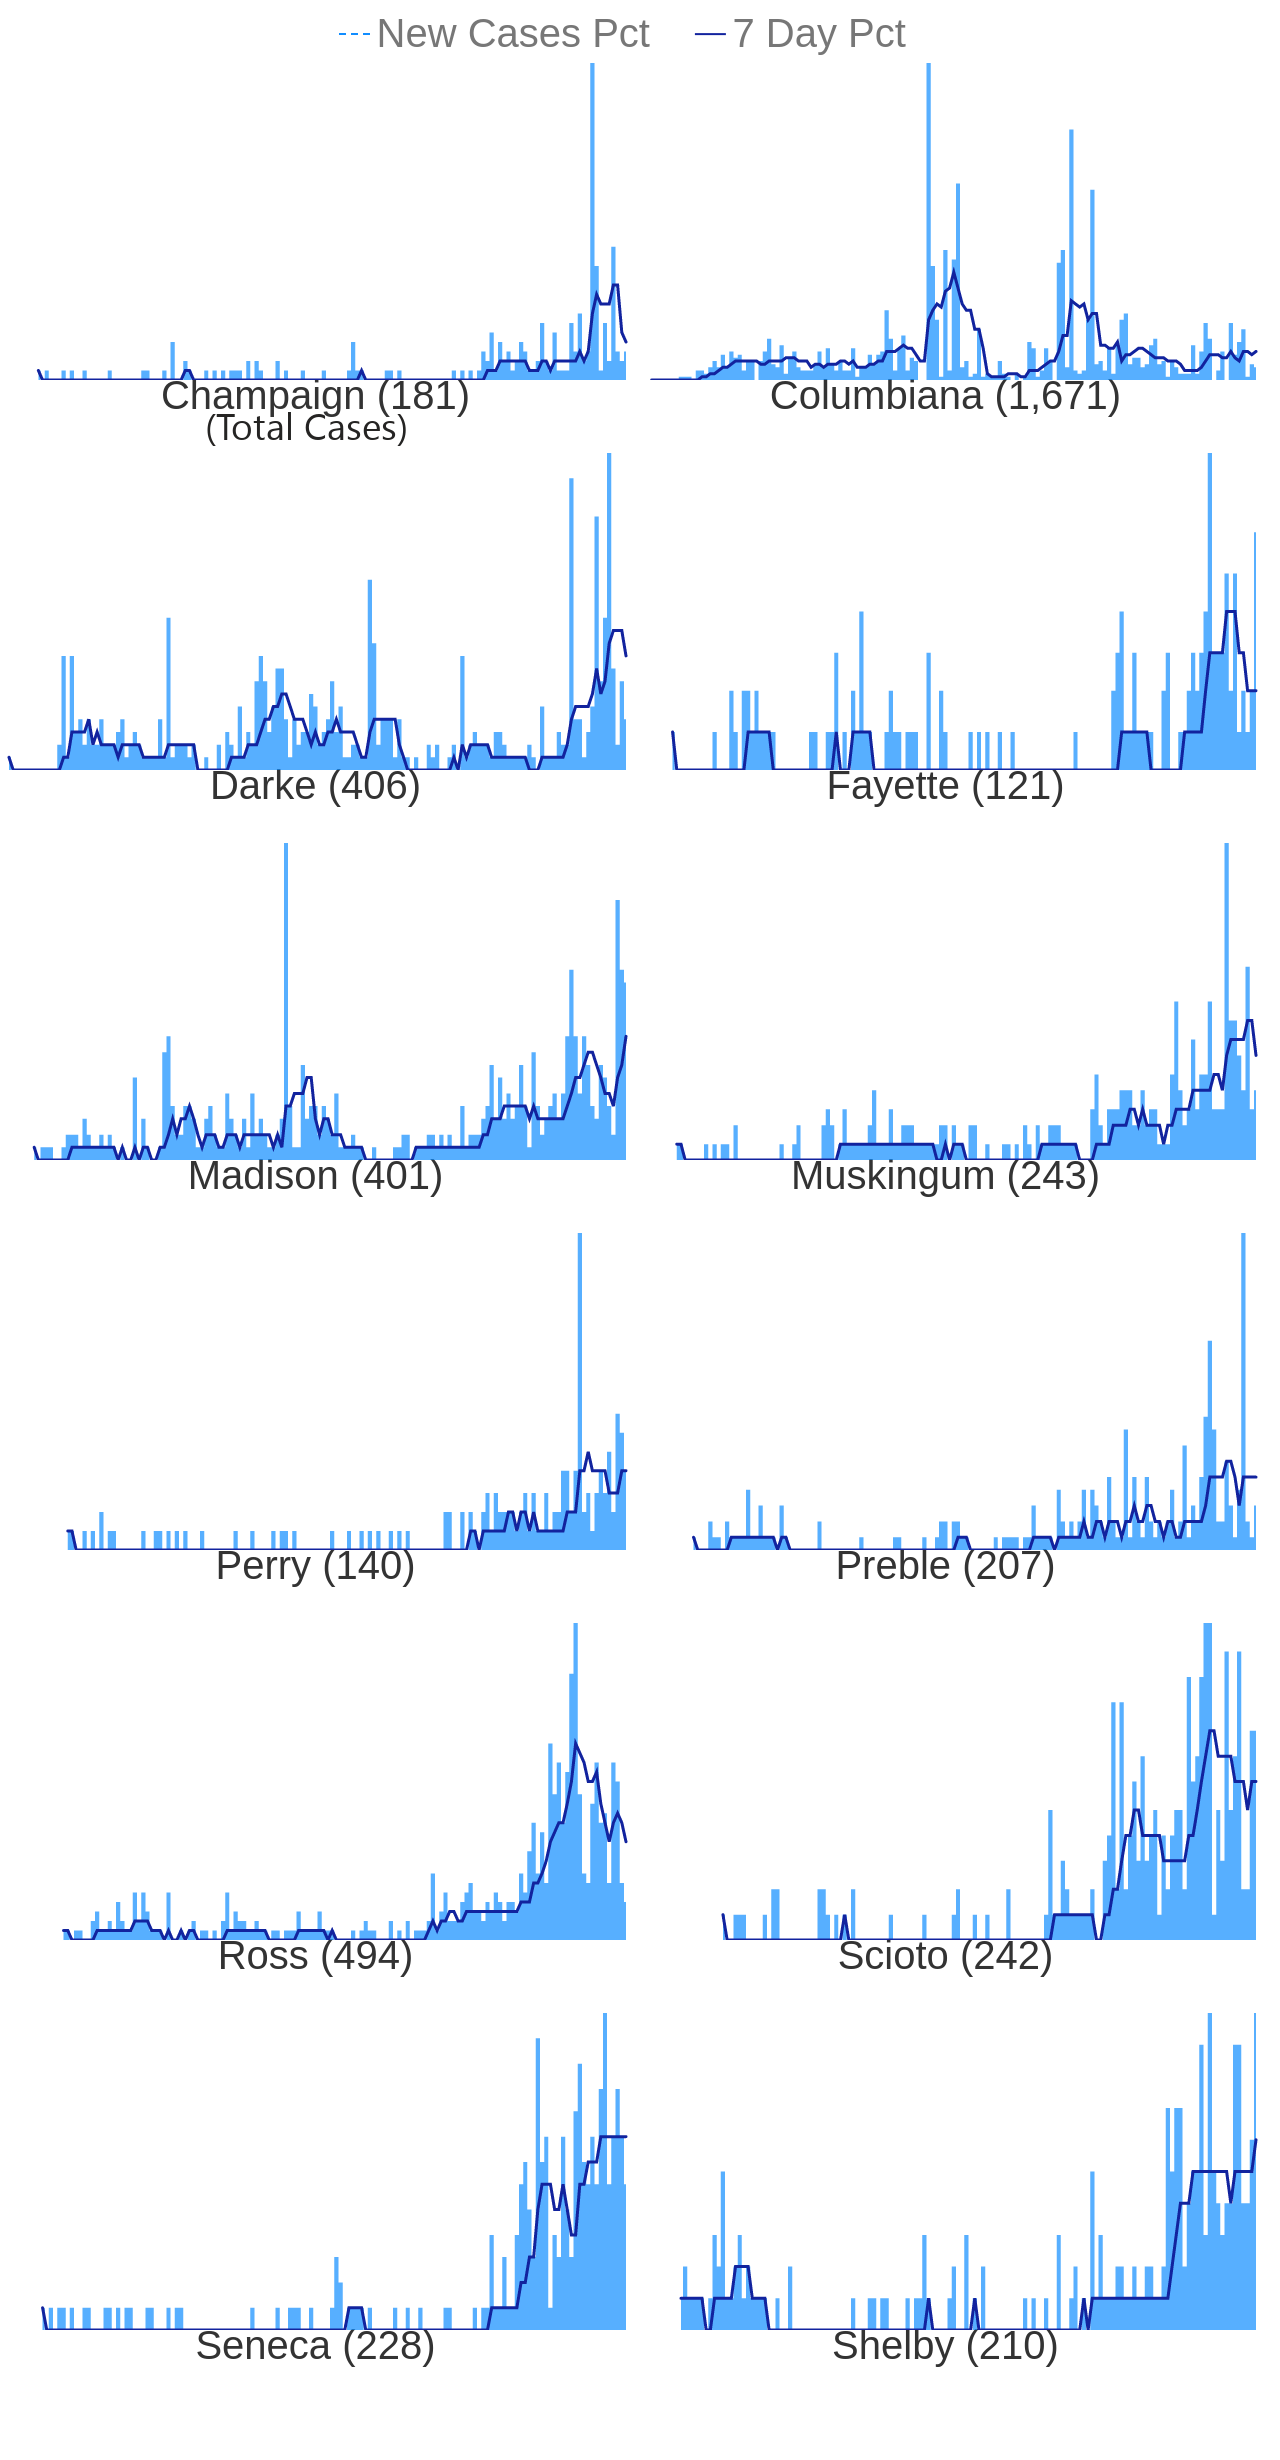 New Cases Pct 7 Day Pct
Champaign (181) Columbiana (1,671)
(Total Cases)
Darke (406) Fayette (121)
Madison (401) Muskingum (243)
Perry (140) Preble (207)
Ross (494) Scioto (242)
Seneca (228) Shelby (210)